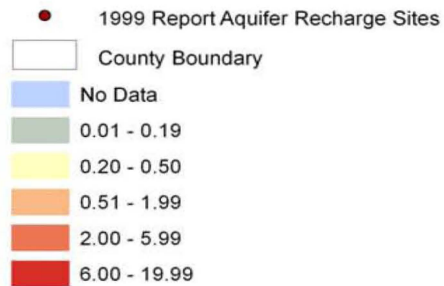 1999 Report Aquifer Recharge Sites
County Boundary
No Data
0.01 - 0.19
0.20 - 0.50
0.51 - 1.99
2.00 - 5.99
6.00 - 19.99